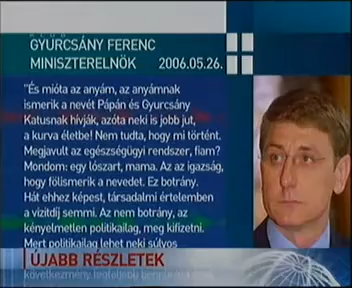 GYURCSÁNY FERENC
MINISZTERELNÖK 2006.05.26.
"És mióta az anyám, az anyámnak
ismerik a nevét Pápán és Gyurcsány
Katusnak hívják, azóta neki is jobb jut,
a kurva életbe! Nem tudta, hogy mi történt.
Megjavult az egészségügyi rendszer, fiam?
Mondom: egy lószart, mama. Az az igazság,
hogy fölismerik a nevedet. Ez botrány.
Hát ehhez képest, társadalmi értelemben
a vizitdíj semmi. Az nem botrány, az
kényelmetlen politikailag, meg kifizetni.
Mert politikailag lehet neki súlyos
ÚJABB RÉSZLETEK
következmény legfeljebb